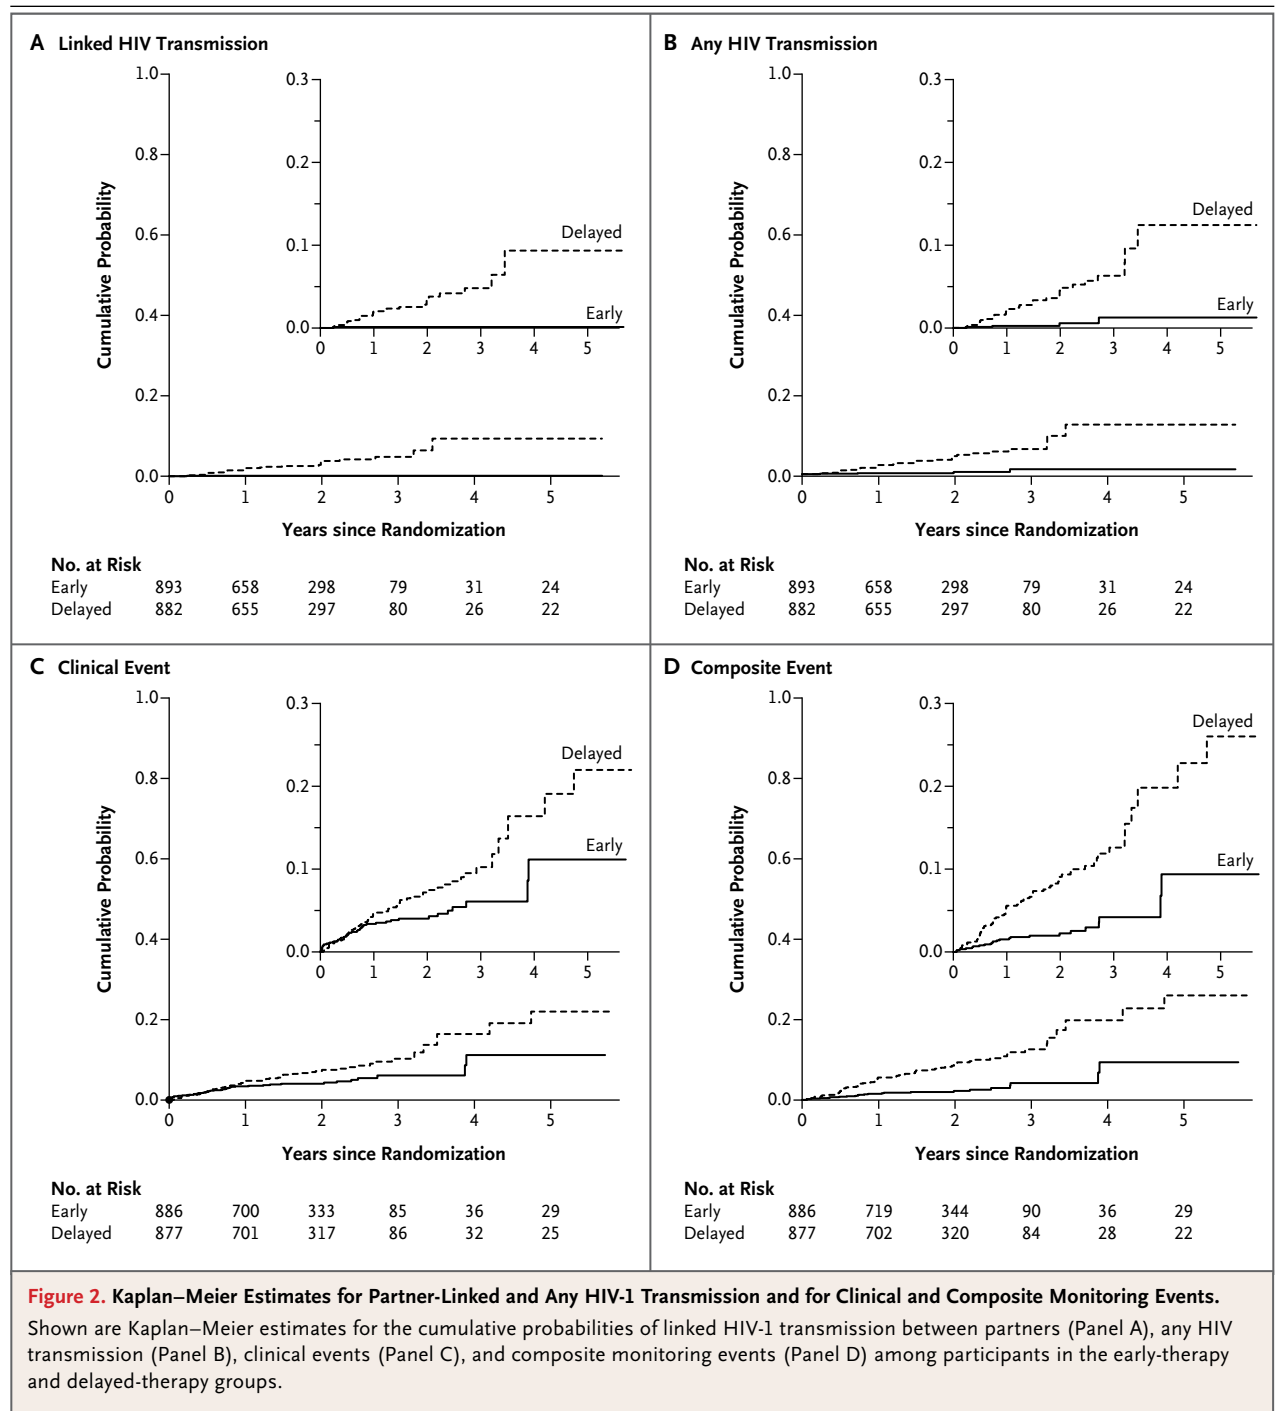 A Linked HIV Transmission
1.0
0.8
0.6
0.4
0.2
0.0
Cumulative Probability
0.3
0.2
0.1
0.0
Delayed
Early
0 1 2 3 4 5
0 1 2 3 4 5
Years since Randomization
No. at Risk
Early 893 658 298 79 31 24
Delayed 882 655 297 80 26 22
B Any HIV Transmission
1.0
0.8
0.6
0.4
0.2
0.0
Cumulative Probability
0.3
0.2
0.1
0.0
Delayed
Early
0 1 2 3 4 5
0 1 2 3 4 5
Years since Randomization
No. at Risk
Early 893 658 298 79 31 24
Delayed 882 655 297 80 26 22
C Clinical Event
1.0
0.8
0.6
0.4
0.2
0.0
Cumulative Probability
0.3
0.2
0.1
0.0
Delayed
Early
0 1 2 3 4 5
0 1 2 3 4 5
Years since Randomization
No. at Risk
Early 886 700 333 85 36 29
Delayed 877 701 317 86 32 25
D Composite Event
1.0
0.8
0.6
0.4
0.2
0.0
Cumulative Probability
0.3
0.2
0.1
0.0
Delayed
Early
0 1 2 3 4 5
0 1 2 3 4 5
Years since Randomization
No. at Risk
Early 886 719 344 90 36 29
Delayed 877 702 320 84 28 22
Figure 2. Kaplan–Meier Estimates for Partner-Linked and Any HIV-1 Transmission and for Clinical and Composite Monitoring Events.
Shown are Kaplan–Meier estimates for the cumulative probabilities of linked HIV-1 transmission between partners (Panel A), any HIV
transmission (Panel B), clinical events (Panel C), and composite monitoring events (Panel D) among participants in the early-therapy
and delayed-therapy groups.